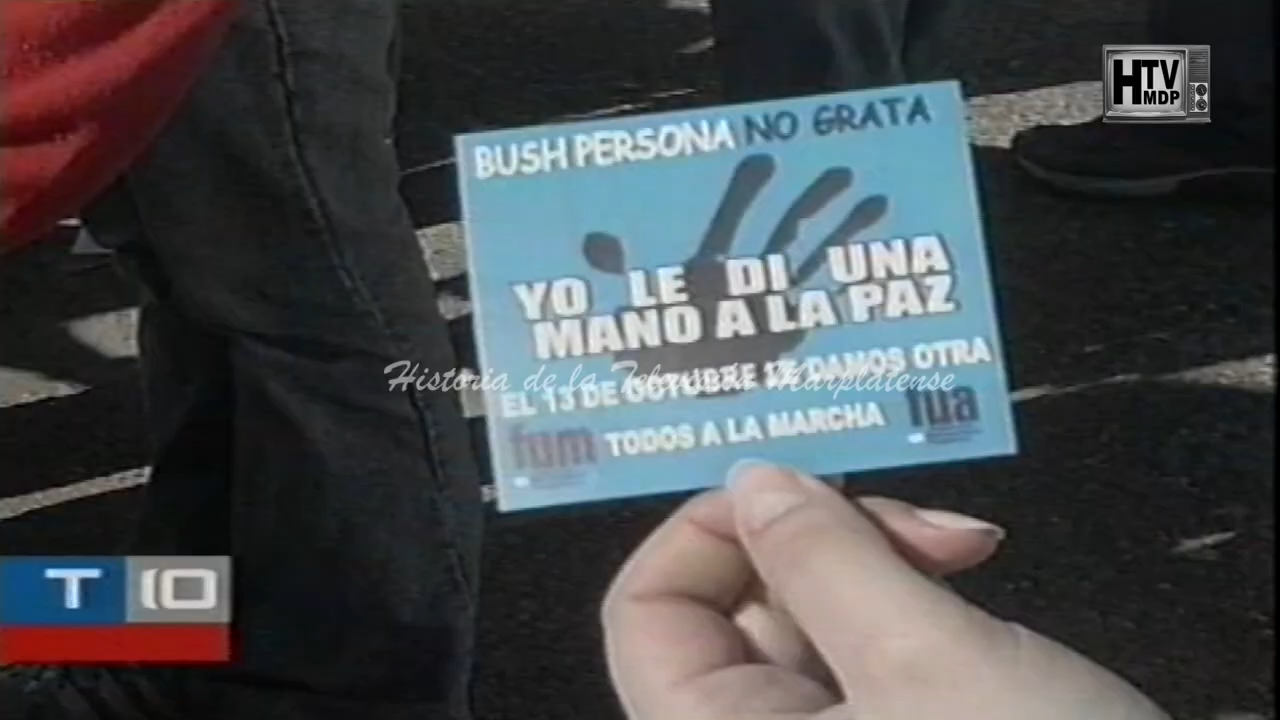 HTV
MDP
BUSH PERSONA NO GRATA
YO LE DI UNA
MANO A LA PAZ
Historia de la Television Marplatense
EL 13 DE OCTUBRE LE DAMOS OTRA
fum TODOS A LA MARCHA fua
T 10